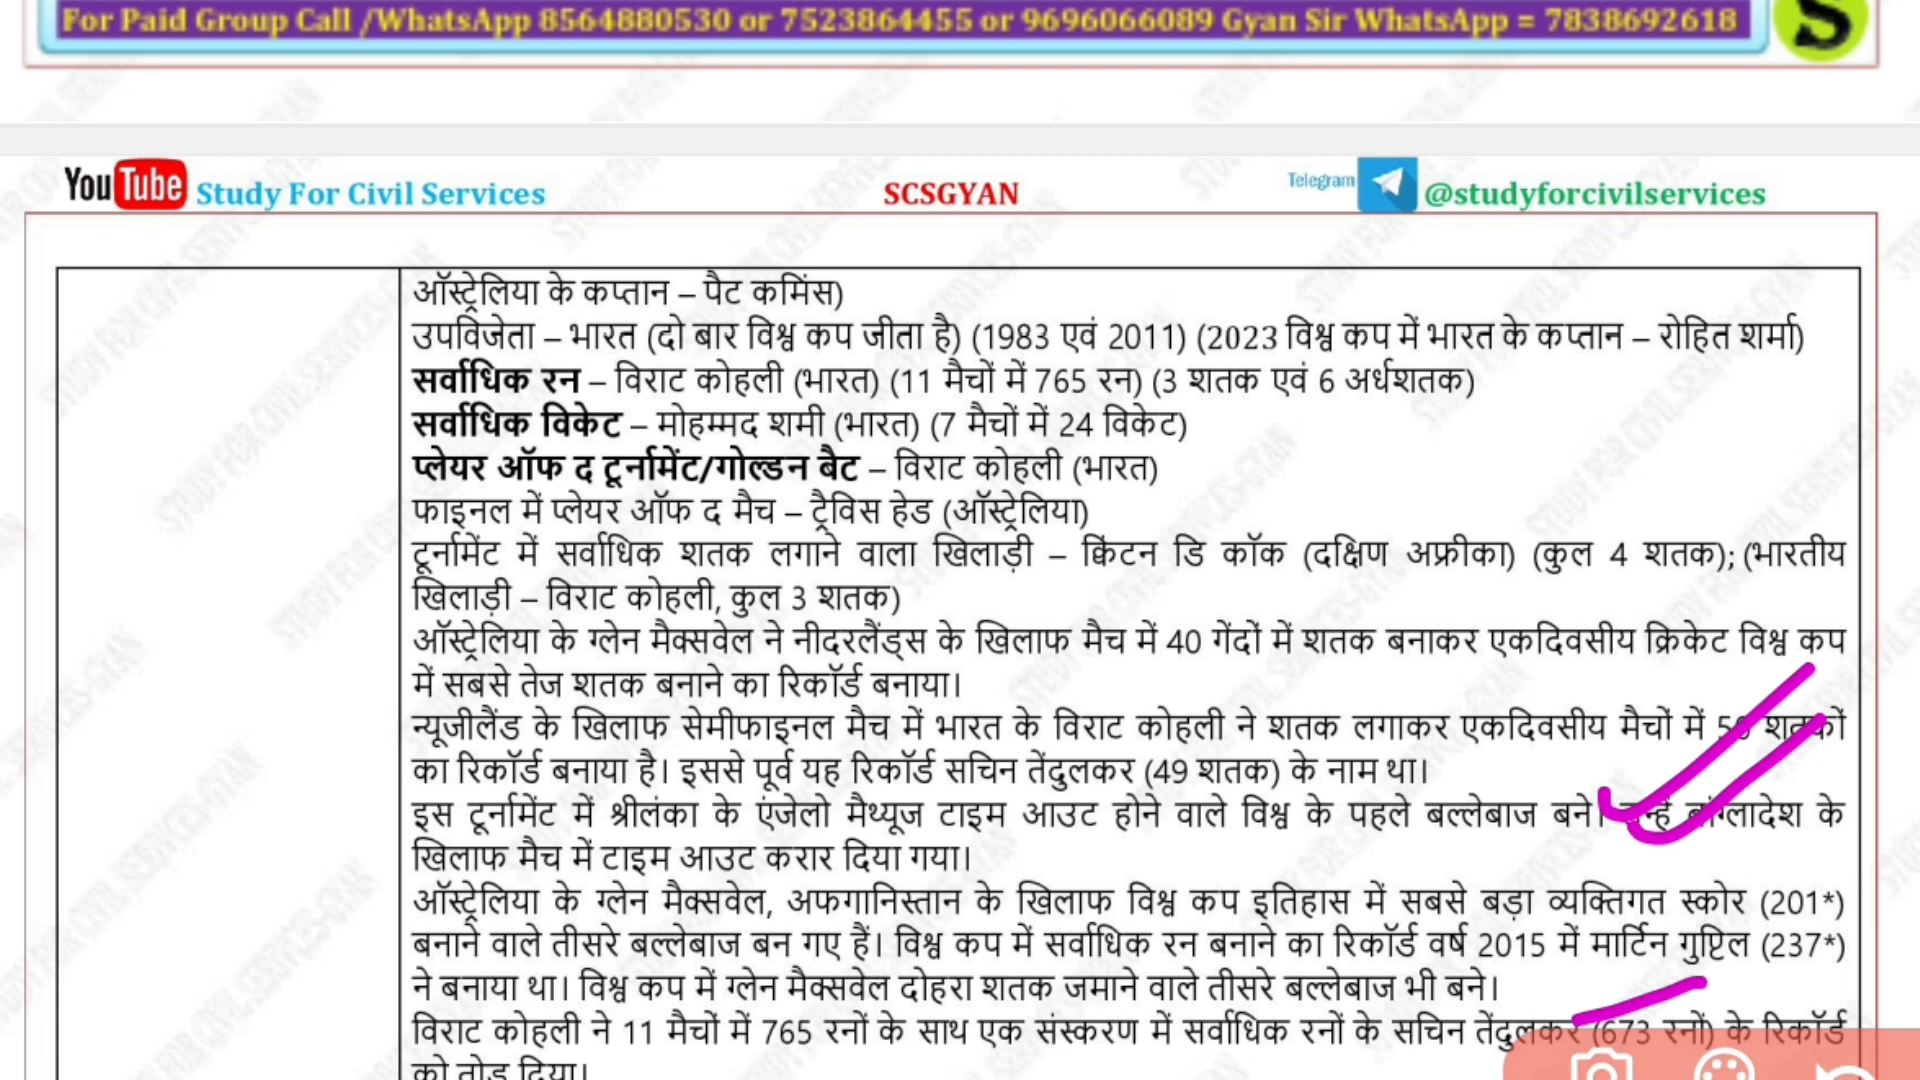 For Paid Group Call /WhatsApp 8564880530 or 7523864455 or 9696066089 Gyan Sir WhatsApp = 7838692618
S
YouTube Study For Civil Services SCSGYAN Telegram @studyforcivilservices
ऑस्ट्रेलिया के कप्तान – पैट कमिंस)
उपविजेता – भारत (दो बार विश्व कप जीता है) (1983 एवं 2011) (2023 विश्व कप में भारत के कप्तान – रोहित शर्मा)
सर्वाधिक रन – विराट कोहली (भारत) (11 मैचों में 765 रन) (3 शतक एवं 6 अर्धशतक)
सर्वाधिक विकेट – मोहम्मद शमी (भारत) (7 मैचों में 24 विकेट)
प्लेयर ऑफ द टूर्नामेंट/गोल्डन बैट – विराट कोहली (भारत)
फाइनल में प्लेयर ऑफ द मैच – ट्रैविस हेड (ऑस्ट्रेलिया)
टूर्नामेंट में सर्वाधिक शतक लगाने वाला खिलाड़ी – क्विंटन डि कॉक (दक्षिण अफ्रीका) (कुल 4 शतक); (भारतीय
खिलाड़ी – विराट कोहली, कुल 3 शतक)
ऑस्ट्रेलिया के ग्लेन मैक्सवेल ने नीदरलैंड्स के खिलाफ मैच में 40 गेंदों में शतक बनाकर एकदिवसीय क्रिकेट विश्व कप
में सबसे तेज शतक बनाने का रिकॉर्ड बनाया।
न्यूजीलैंड के खिलाफ सेमीफाइनल मैच में भारत के विराट कोहली ने शतक लगाकर एकदिवसीय मैचों में 50 शतकों
का रिकॉर्ड बनाया है। इससे पूर्व यह रिकॉर्ड सचिन तेंदुलकर (49 शतक) के नाम था।
इस टूर्नामेंट में श्रीलंका के एंजेलो मैथ्यूज टाइम आउट होने वाले विश्व के पहले बल्लेबाज बने। उन्हें बांग्लादेश के
खिलाफ मैच में टाइम आउट करार दिया गया।
ऑस्ट्रेलिया के ग्लेन मैक्सवेल, अफगानिस्तान के खिलाफ विश्व कप इतिहास में सबसे बड़ा व्यक्तिगत स्कोर (201*)
बनाने वाले तीसरे बल्लेबाज बन गए हैं। विश्व कप में सर्वाधिक रन बनाने का रिकॉर्ड वर्ष 2015 में मार्टिन गुप्टिल (237*)
ने बनाया था। विश्व कप में ग्लेन मैक्सवेल दोहरा शतक जमाने वाले तीसरे बल्लेबाज भी बने।
विराट कोहली ने 11 मैचों में 765 रनों के साथ एक संस्करण में सर्वाधिक रनों के सचिन तेंदुलकर (673 रनों) के रिकॉर्ड
को तोड़ दिया।